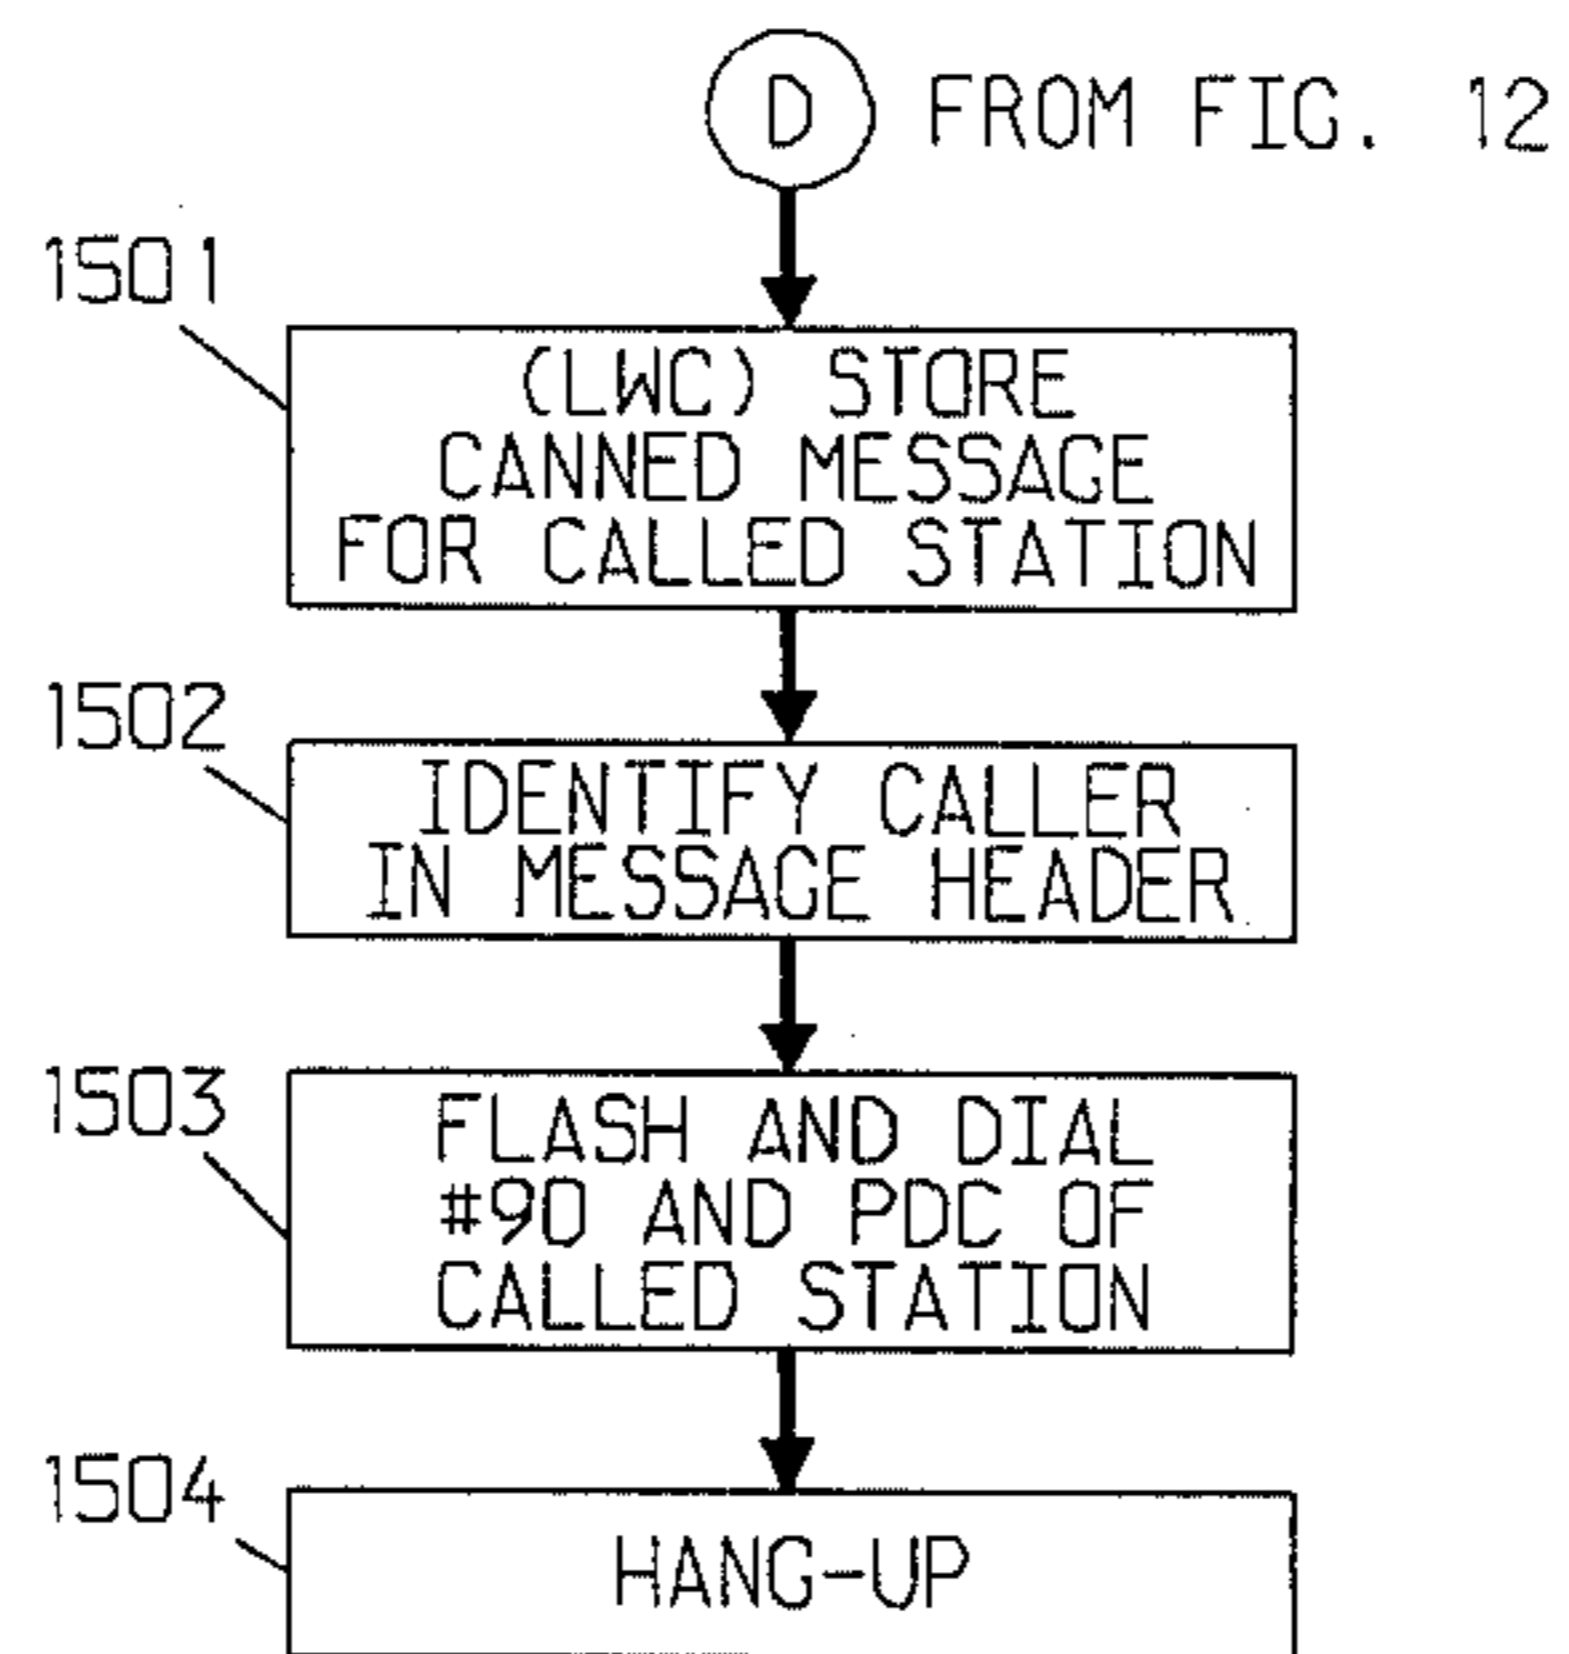 D FROM FIG. 12
1501
(LWC) STORE
CANNED MESSAGE
FOR CALLED STATION
1502
IDENTIFY CALLER
IN MESSAGE HEADER
1503
FLASH AND DIAL
#90 AND PDC OF
CALLED STATION
1504
HANG-UP